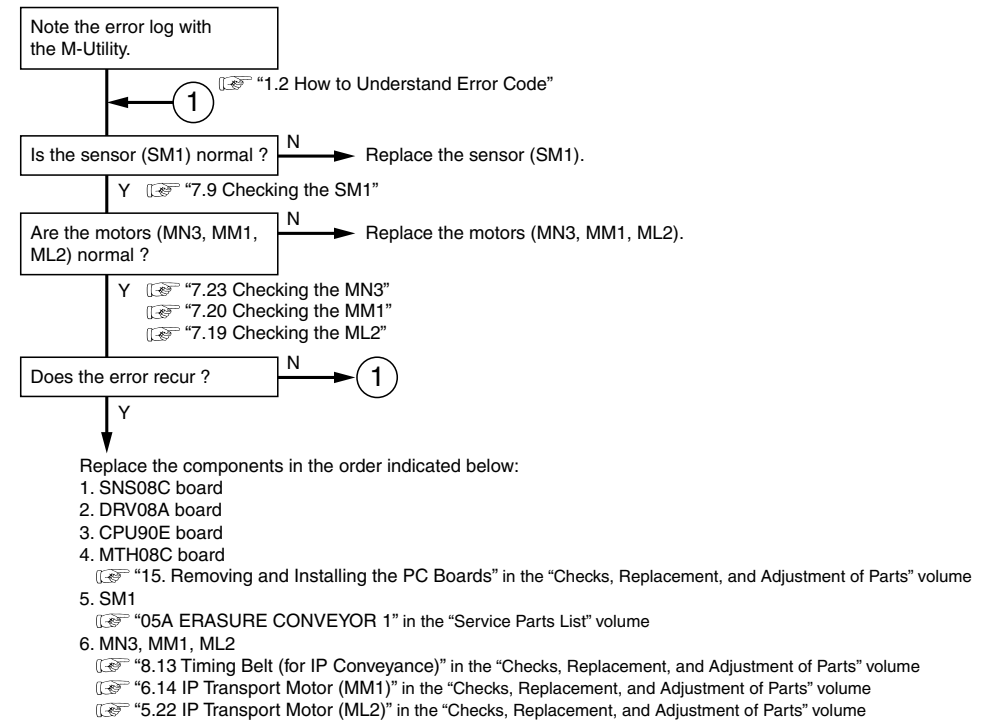 Note the error log with
the M-Utility.
“1.2 How to Understand Error Code”
1
Is the sensor (SM1) normal ?
N
Replace the sensor (SM1).
Y
“7.9 Checking the SM1”
Are the motors (MN3, MM1,
ML2) normal ?
N
Replace the motors (MN3, MM1, ML2).
Y
“7.23 Checking the MN3”
“7.20 Checking the MM1”
“7.19 Checking the ML2”
Does the error recur ?
N
1
Y
Replace the components in the order indicated below:
1. SNS08C board
2. DRV08A board
3. CPU90E board
4. MTH08C board
“15. Removing and Installing the PC Boards” in the “Checks, Replacement, and Adjustment of Parts” volume
5. SM1
“05A ERASURE CONVEYOR 1” in the “Service Parts List” volume
6. MN3, MM1, ML2
“8.13 Timing Belt (for IP Conveyance)” in the “Checks, Replacement, and Adjustment of Parts” volume
“6.14 IP Transport Motor (MM1)” in the “Checks, Replacement, and Adjustment of Parts” volume
“5.22 IP Transport Motor (ML2)” in the “Checks, Replacement, and Adjustment of Parts” volume